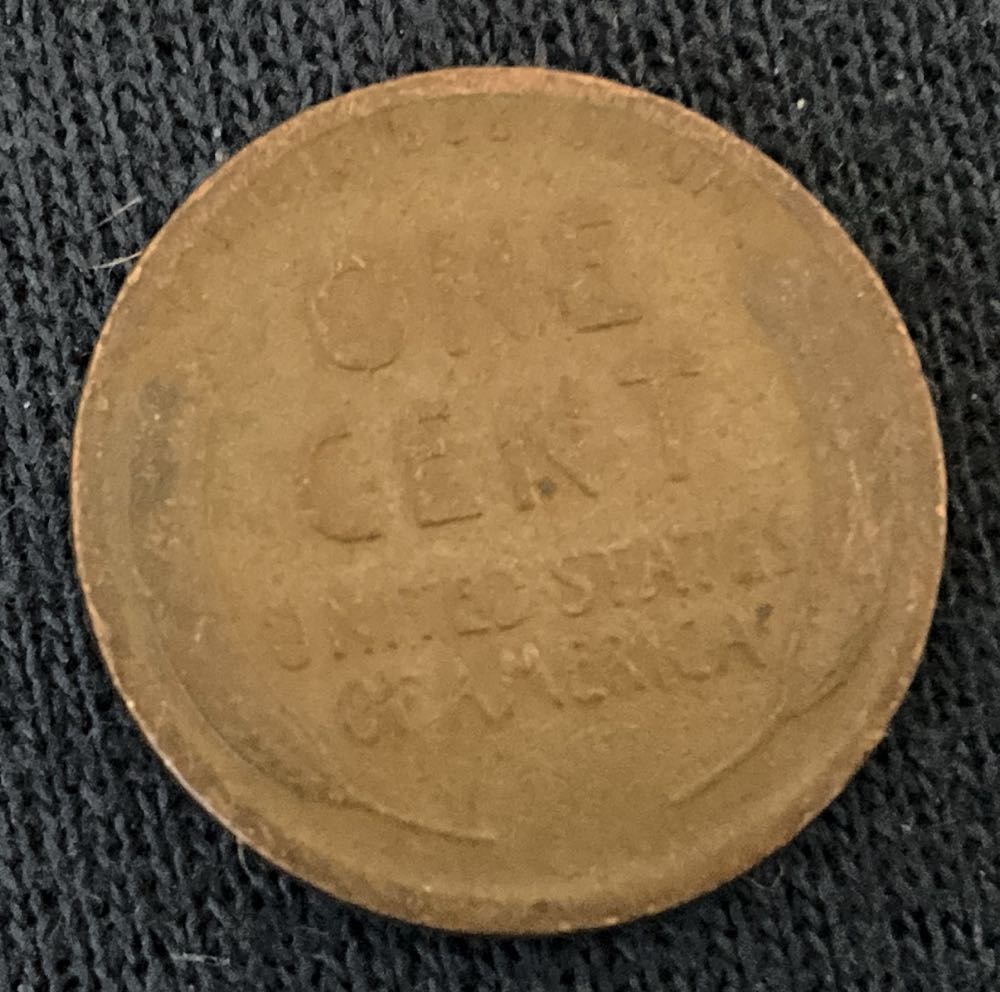 ONE
CENT
UNITED STATES
OF AMERICA